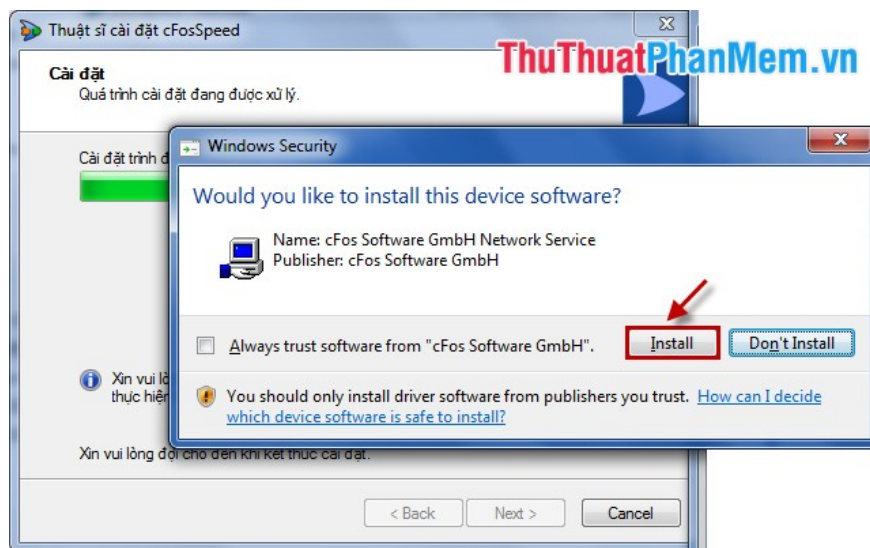 Thuật sĩ cài đặt cFosSpeed
ThuThuatPhanMem.vn
Cài đặt
Quá trình cài đặt đang được xử lý.
Cài đặt trình
Windows Security
Would you like to install this device software?
Name: cFos Software GmbH Network Service
Publisher: cFos Software GmbH
Always trust software from "cFos Software GmbH".
Install
Don't Install
Xin vui
thực hiện
You should only install driver software from publishers you trust. How can I decide
which device software is safe to install?
Xin vui lòng đợi cho đến khi kết thúc cài đặt.
< Back
Next >
Cancel